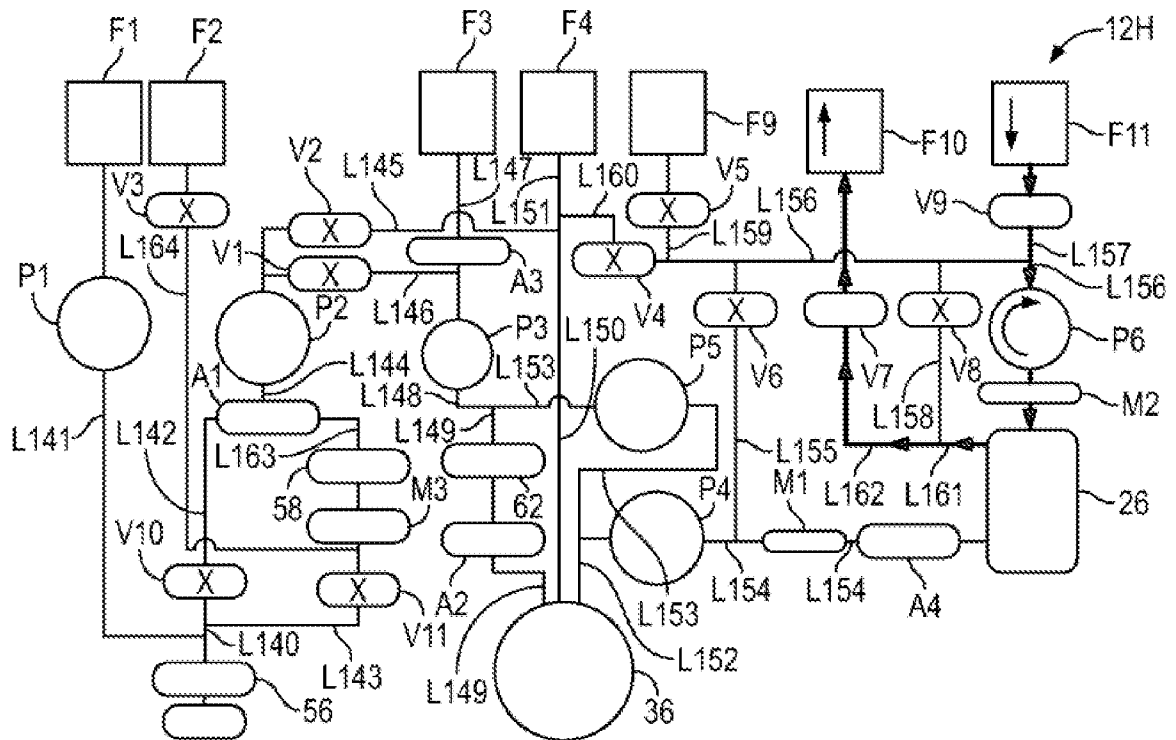 F1 F2 F3 F4 12H
F9 F10 F11
V2 L145 L147 L160 V5
V3 L151 L156 V9
L164 V1 L159 L157
P1 P2 L146 A3 V4 L156
P3 L150 P5 V6 V7 V8 P6
A1 L144 L153
L148 L158 M2
L141 L142 L149
L163 L155
58 M3 62 P4 M1 L162 L161 26
V10
A2 L154 L154 A4
V11 L153
L140 L152
L143 L149
56 36
X X X X X X X X X